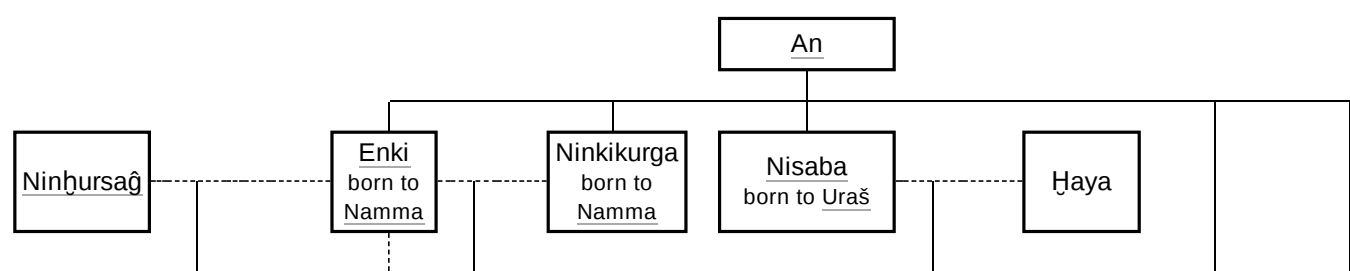 An
Ninḫursaĝ
Enki
born to
Namma
Ninkikurga
born to
Namma
Nisaba
born to Uraš
Ḫaya